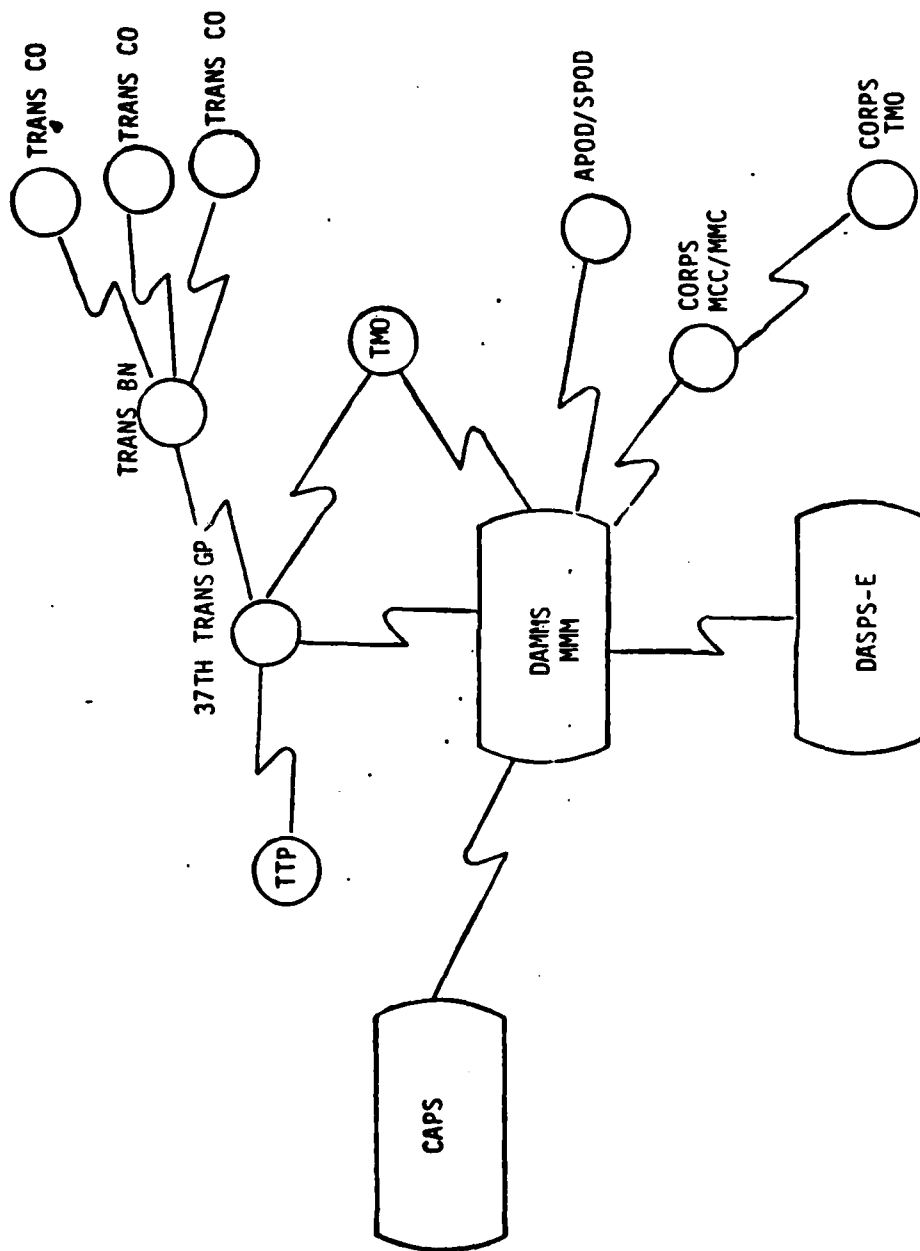 TRANS CO
TRANS CO
TRANS CO
TRANS BN
37TH TRANS GP
TTP
TMO
APOD/SPOD
CORPS
MCC/MMC
CORPS
TMO
DAMMS
MMM
CAPS
DASPS-E